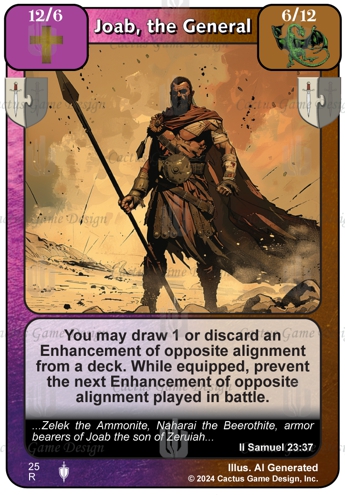 12/6
Joab, the General
6/12
You may draw 1 or discard an
Enhancement of opposite alignment
from a deck. While equipped, prevent
the next Enhancement of opposite
alignment played in battle.
...Zelek the Ammonite, Naharai the Beerothite, armor
bearers of Joab the son of Zeruiah...
II Samuel 23:37
25
R
Illus. AI Generated
© 2024 Cactus Game Design, Inc.